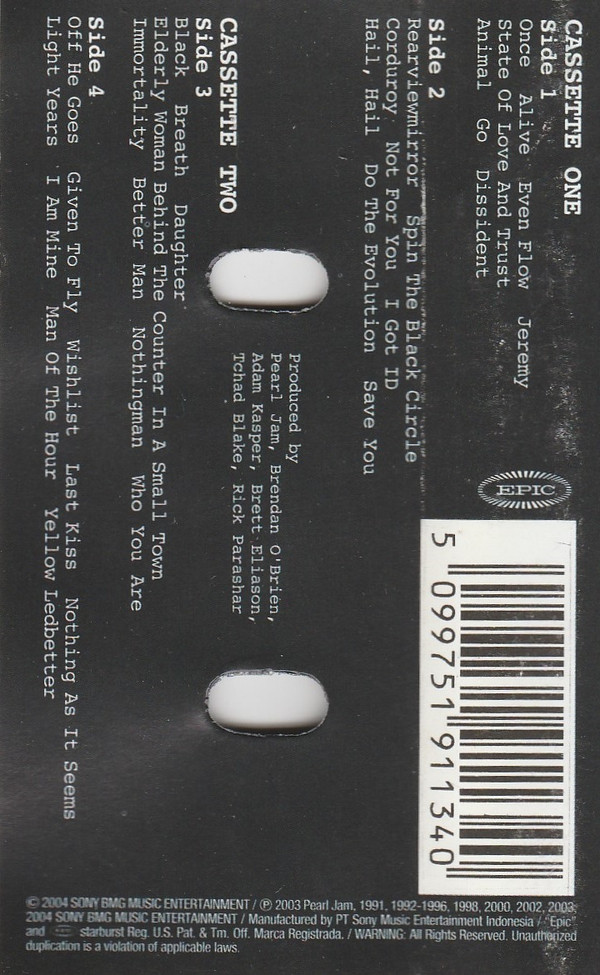 CASSETTE ONE
Side 1
Once Alive Even Flow Jeremy
State Of Love And Trust
Animal Go Dissident
Side 2
Rearviewmirror Spin The Black Circle
Corduroy Not For You I Got ID
Hail, Hail Do The Evolution Save You
EPIC
5 099751 911340
CASSETTE TWO
Side 3
Black Breath Daughter
Elderly Woman Behind The Counter In A Small Town
Immortality Better Man Nothingman Who You Are
Side 4
Off He Goes Given To Fly Wishlist Last Kiss Nothing As It Seems
Light Years I Am Mine Man Of The Hour Yellow Ledbetter
Produced by
Pearl Jam, Brendan O'Brien,
Adam Kasper, Brett Eliason,
Tchad Blake, Rick Parashar
© 2004 SONY BMG MUSIC ENTERTAINMENT / ℗ 2003 Pearl Jam, 1991, 1992-1996, 1998, 2000, 2002, 2003,
2004 SONY BMG MUSIC ENTERTAINMENT / Manufactured by PT Sony Music Entertainment Indonesia / "Epic"
and starburst Reg. U.S. Pat. & Tm. Off. Marca Registrada. / WARNING: All Rights Reserved. Unauthorized
duplication is a violation of applicable laws.